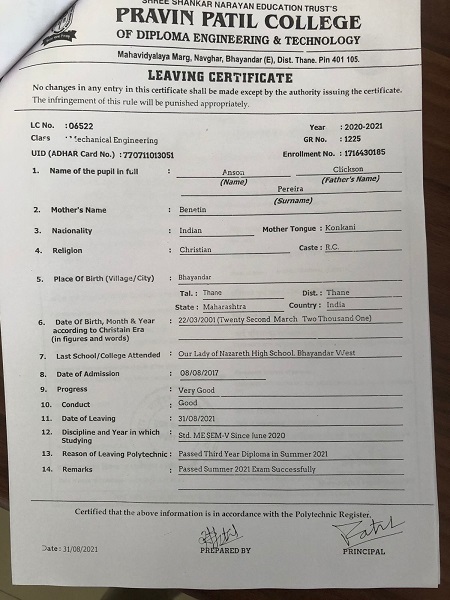 SHREE SHANKAR NARAYAN EDUCATION TRUST'S
PRAVIN PATIL COLLEGE
OF DIPLOMA ENGINEERING & TECHNOLOGY
Mahavidyalaya Marg, Navghar, Bhayandar (E), Dist. Thane. Pin 401 105.
LEAVING CERTIFICATE
No changes in any entry in this certificate shall be made except by the authority issuing the certificate.
The infringement of this rule will be punished appropriately.
LC No. : 06522 Year : 2020-2021
Clars Mechanical Engineering GR No. : 1225
UID (ADHAR Card No.) : 770711013051 Enrollment No. : 1716430185
1. Name of the pupil in full : Anson Clickson
(Name) (Father's Name)
Pereira
(Surname)
2. Mother's Name : Benetin
3. Nationality : Indian Mother Tongue : Konkani
4. Religion : Christian Caste : R.C.
5. Place Of Birth (Village/City) : Bhayandar
Tal. : Thane Dist. : Thane
State : Maharashtra Country : India
6. Date Of Birth, Month & Year : 22/03/2001 (Twenty Second March Two Thousand One)
according to Christain Era
(in figures and words)
7. Last School/College Attended : Our Lady of Nazareth High School. Bhayandar West
8. Date of Admission : 08/08/2017
9. Progress : Very Good
10. Conduct : Good
11. Date of Leaving : 31/08/2021
12. Discipline and Year in which : Std. ME SEM-V Since June 2020
Studying
13. Reason of Leaving Polytechnic : Passed Third Year Diploma in Summer 2021
14. Remarks : Passed Summer 2021 Exam Successfully
Certified that the above information is in accordance with the Polytechnic Register.
Patil
Date : 31/08/2021 PREPARED BY PRINCIPAL